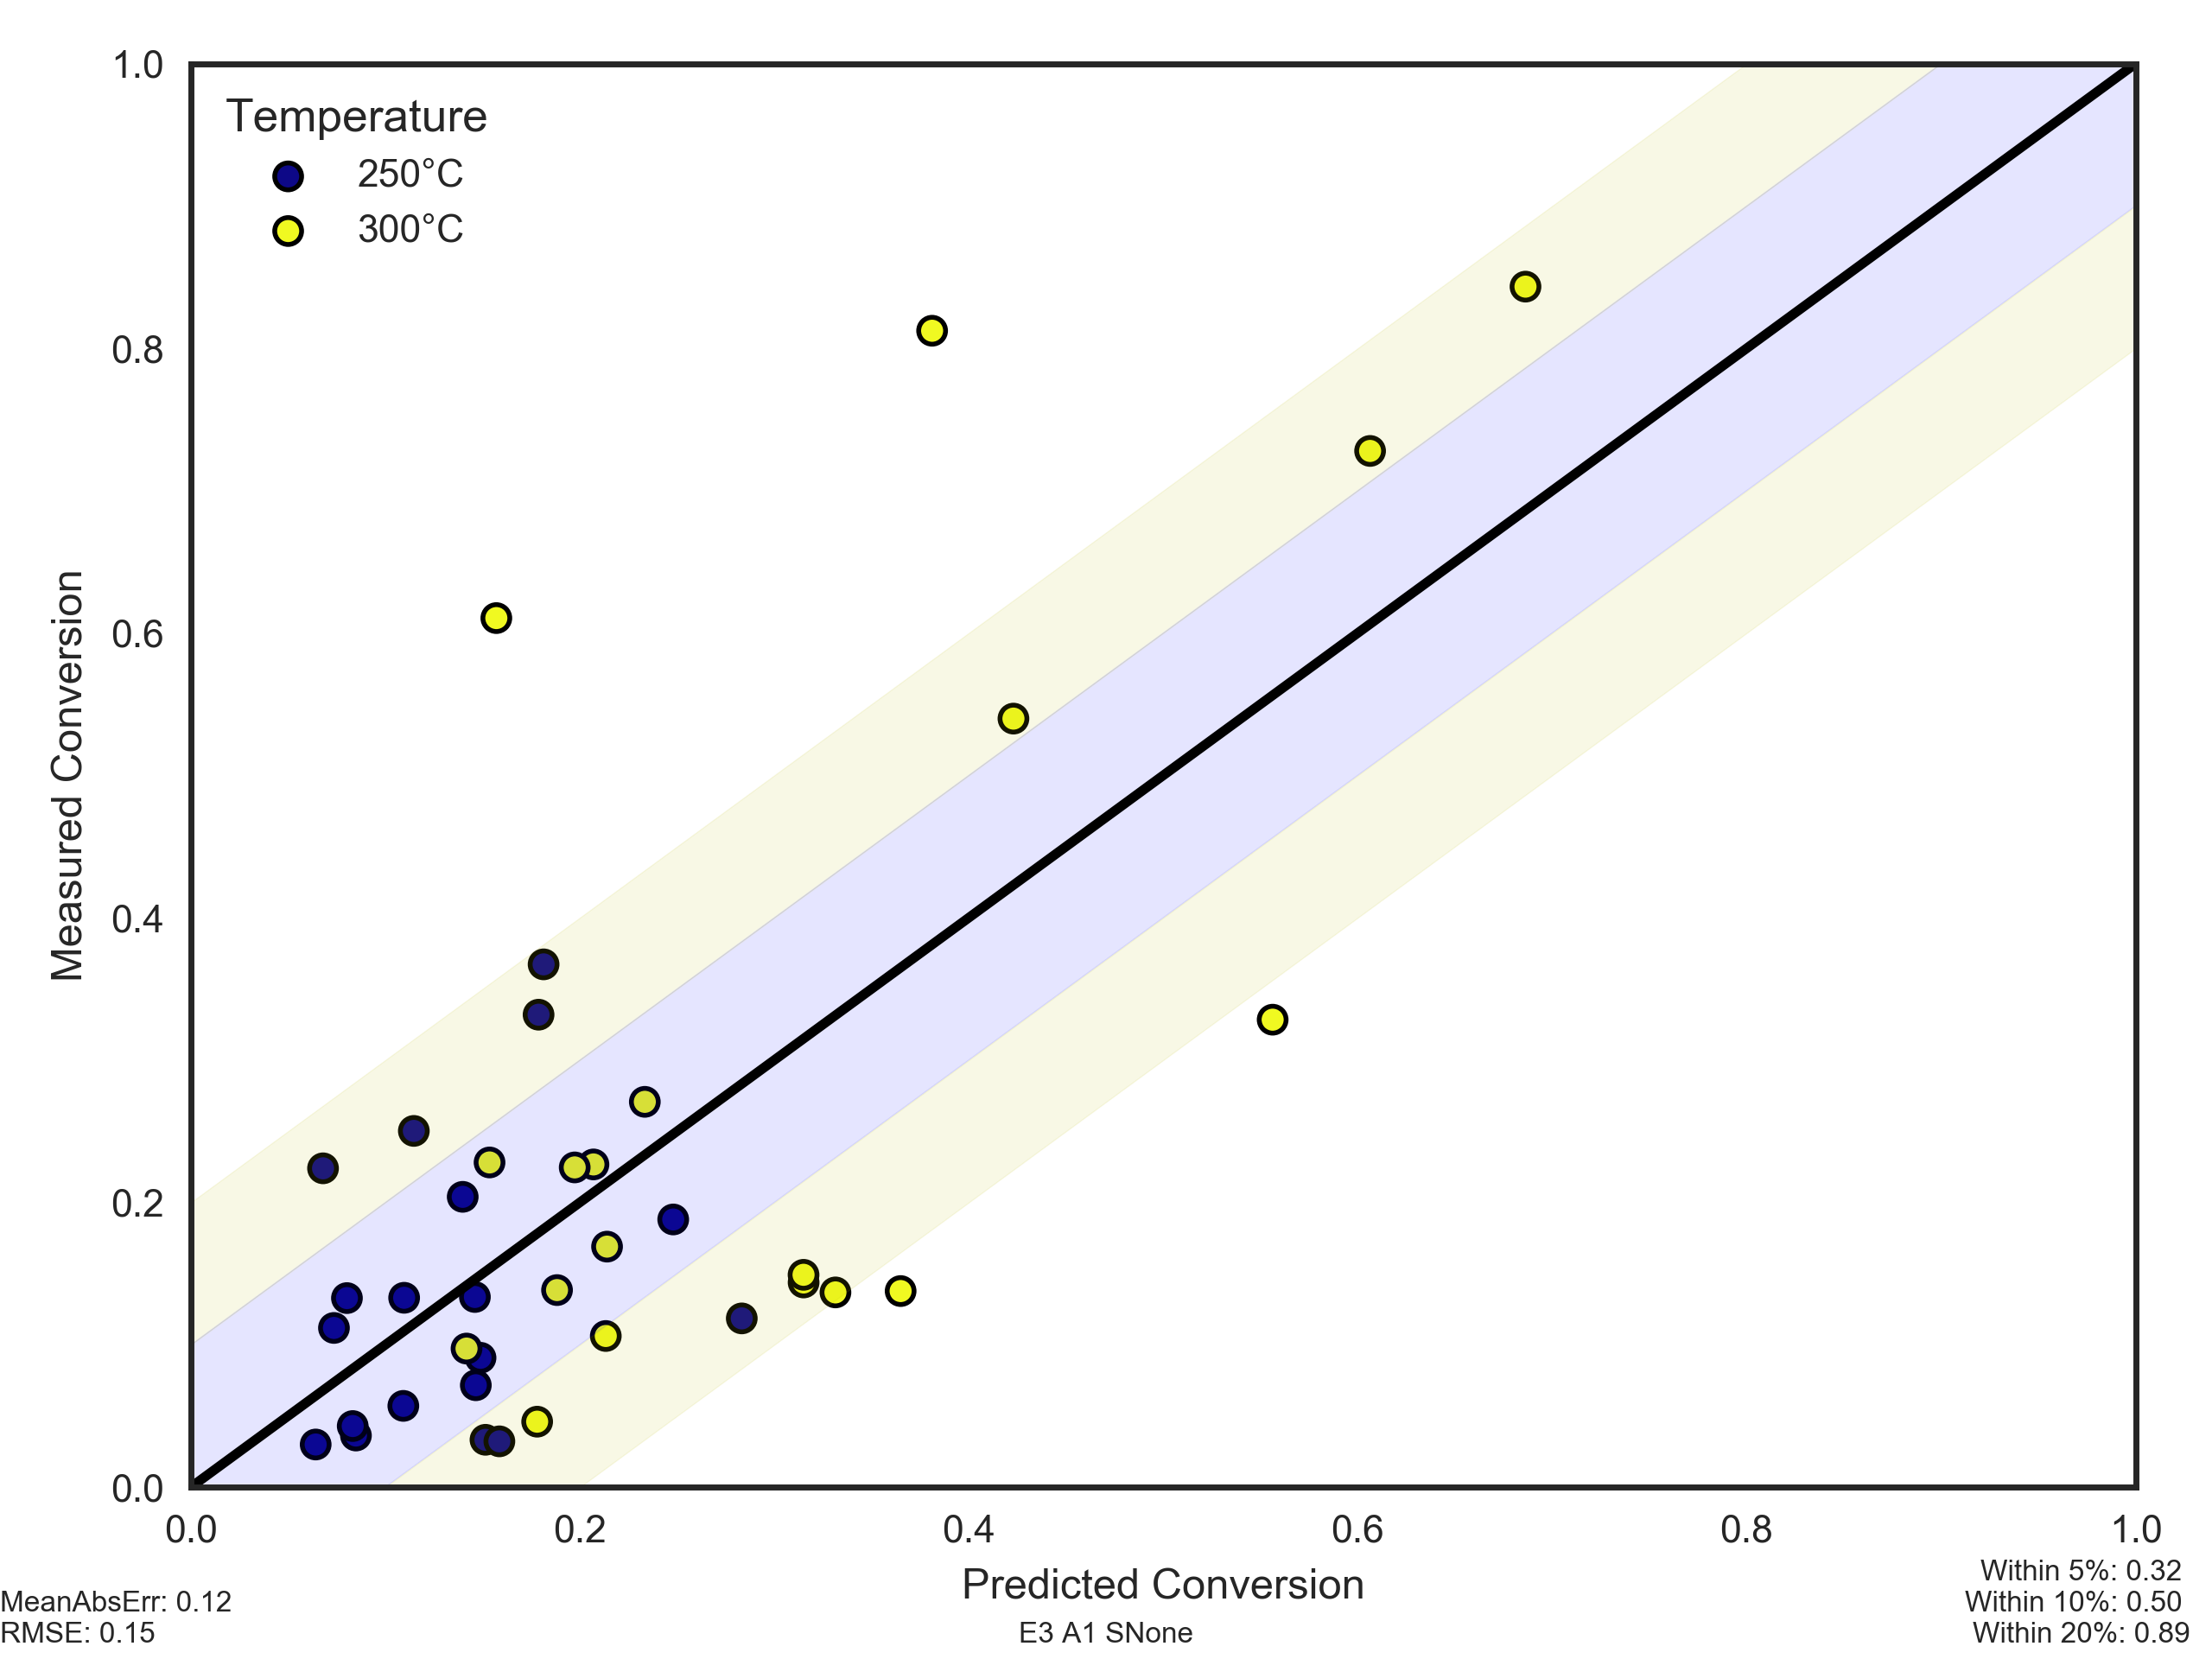 1.0
Temperature
250°C
300°C
0.8
0.6
Measured Conversion
0.4
0.2
0.0
0.0 0.2 0.4 0.6 0.8 1.0
Predicted Conversion
Within 5%: 0.32
MeanAbsErr: 0.12
Within 10%: 0.50
RMSE: 0.15
E3 A1 SNone
Within 20%: 0.89